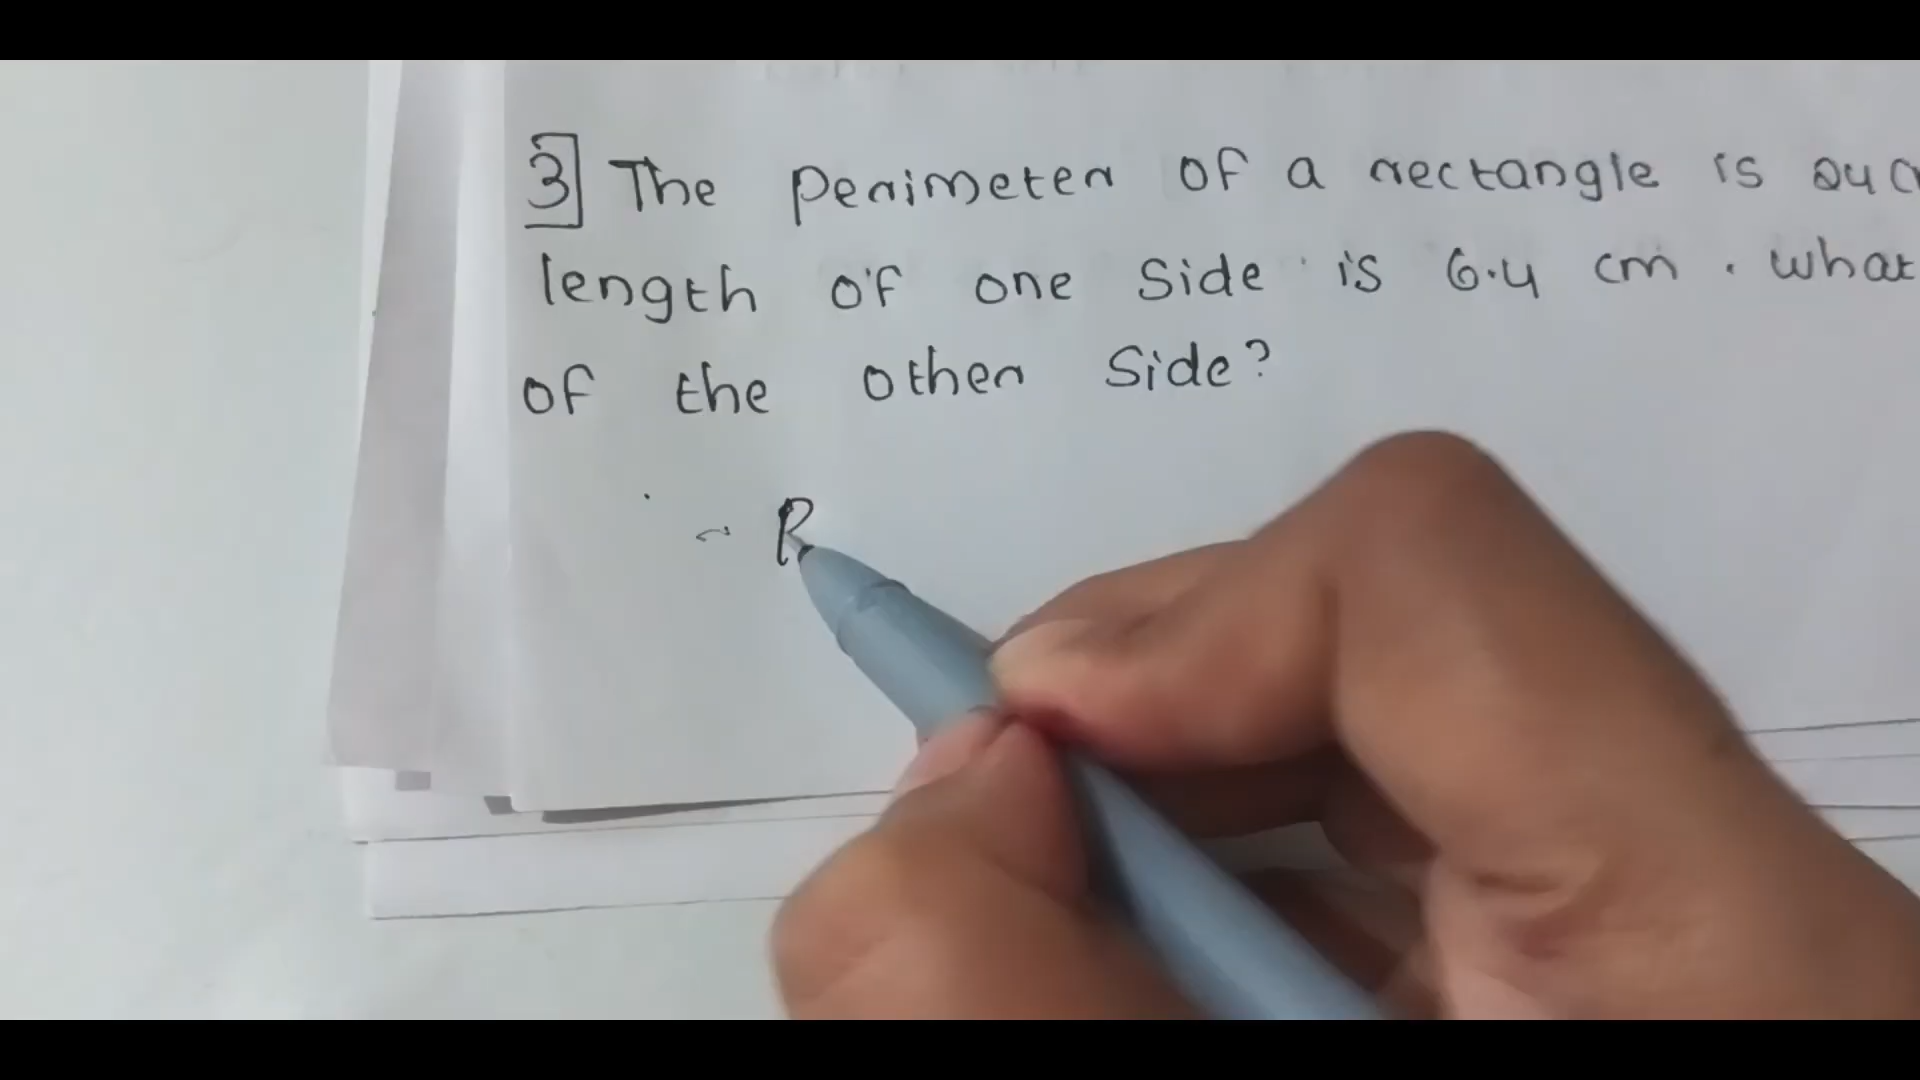 3 The Perimeter of a rectangle is 24 c
length of one Side is 6.4 cm . what
of the other Side?
R